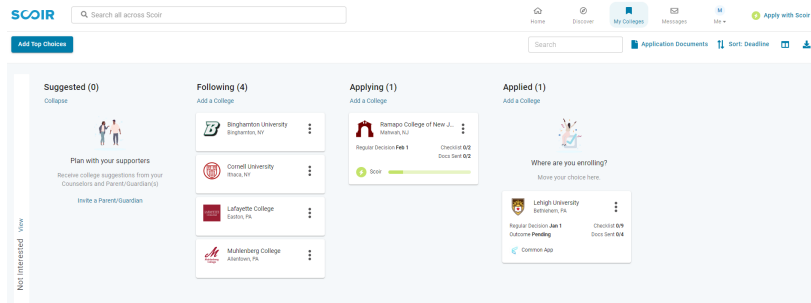 SCOIR
Search all across Scoir
Home
Discover
My Colleges
Messages
M
Me
Apply with Scoir
Add Top Choices
Search
Application Documents
Sort: Deadline
Not Interested View
Suggested (0)
Collapse
Plan with your supporters
Receive college suggestions from your
Counselors and Parent/Guardian(s)
Invite a Parent/Guardian
Following (4)
Add a College
Binghamton University
Binghamton, NY
Cornell University
Ithaca, NY
Lafayette College
Easton, PA
Muhlenberg College
Allentown, PA
Applying (1)
Add a College
Ramapo College of New J...
Mahwah, NJ
Regular Decision Feb 1 Checklist 0/2
Docs Sent 0/2
Scoir
Applied (1)
Add a College
Where are you enrolling?
Move your choice here.
Lehigh University
Bethlehem, PA
Regular Decision Jan 1 Checklist 0/9
Outcome Pending Docs Sent 0/4
Common App